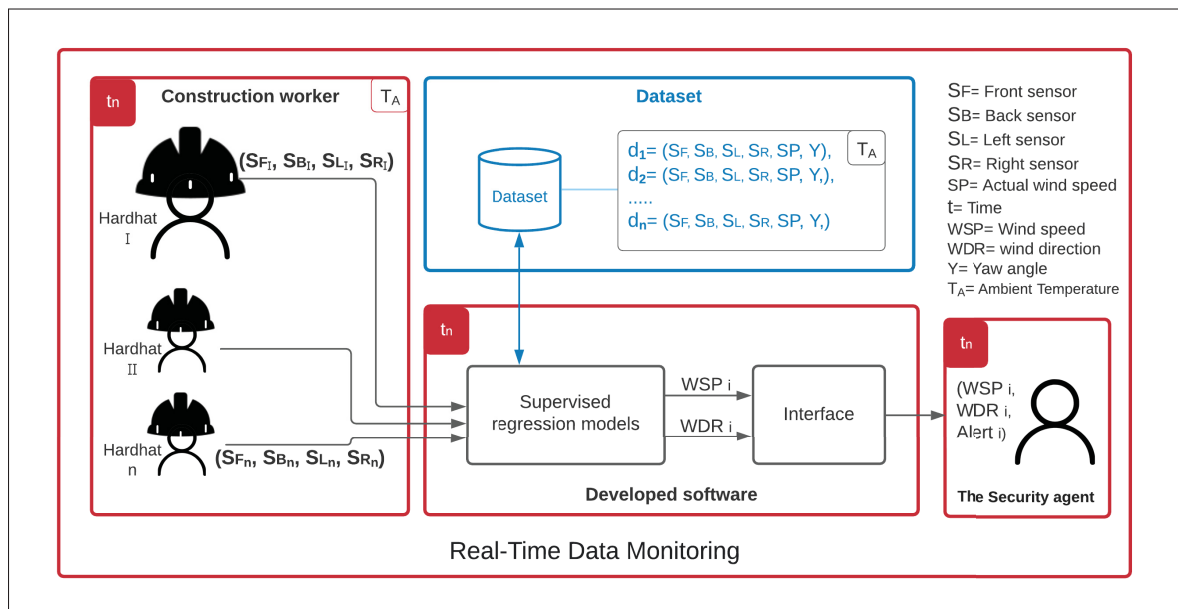 tn
Construction worker
TA
(SFI, SBI, SLI, SRI)
Hardhat
I
Hardhat
II
Hardhat
n
(SFn, SBn, SLn, SRn)
Dataset
Dataset
d1= (SF, SB, SL, SR, SP, Y),
d2= (SF, SB, SL, SR, SP, Y,),
.....
dn= (SF, SB, SL, SR, SP, Y,)
TA
SF= Front sensor
SB= Back sensor
SL= Left sensor
SR= Right sensor
SP= Actual wind speed
t= Time
WSP= Wind speed
WDR= wind direction
Y= Yaw angle
TA= Ambient Temperature
tn
Supervised
regression models
WSP i
WDR i
Interface
Developed software
tn
(WSP i,
WDR i,
Alert i)
The Security agent
Real-Time Data Monitoring